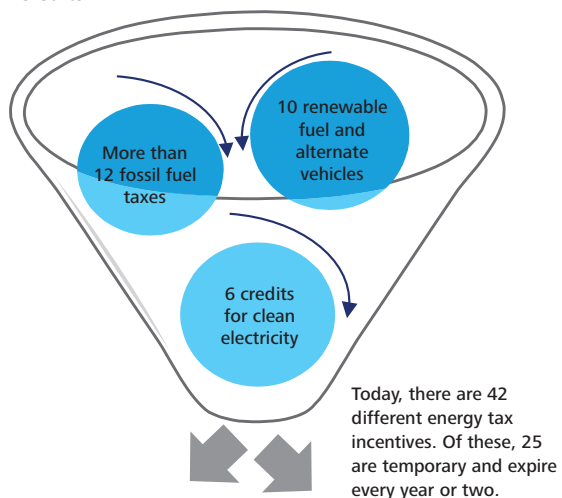 More than
12 fossil fuel
taxes
10 renewable
fuel and
alternate
vehicles
6 credits
for clean
electricity
Today, there are 42
different energy tax
incentives. Of these, 25
are temporary and expire
every year or two.